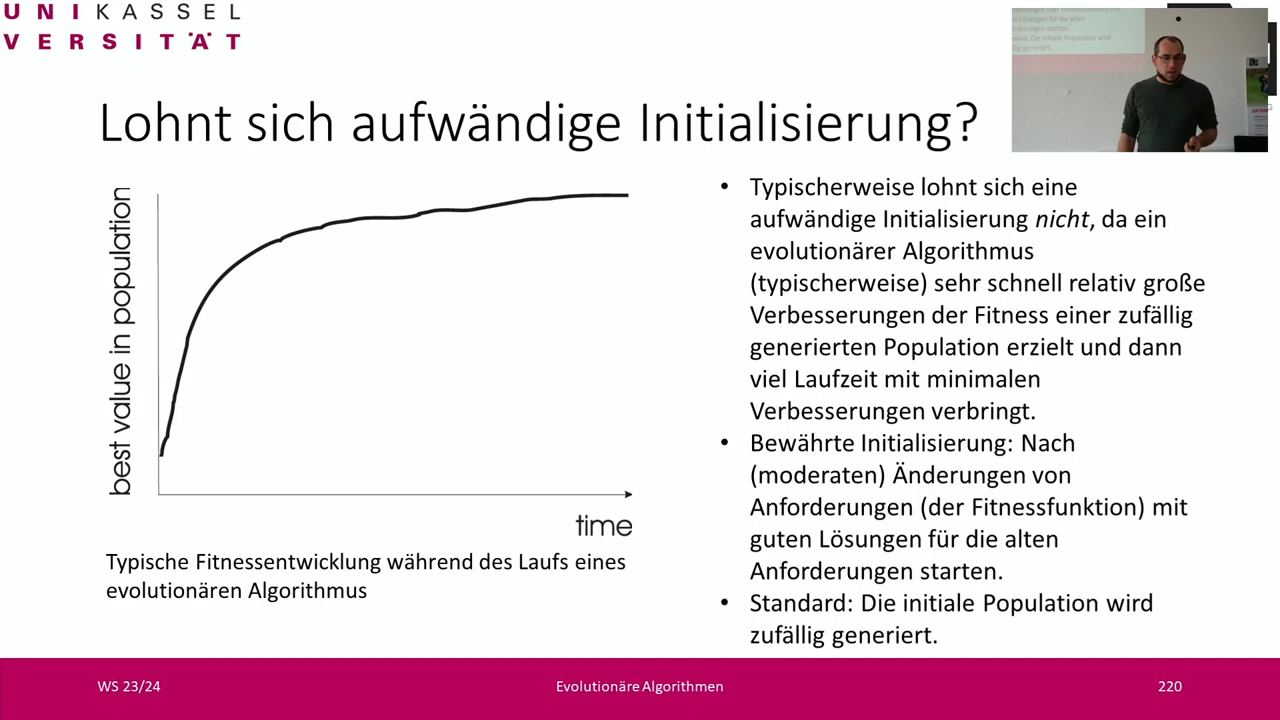 UNIKASSEL
VERSITÄT
Lohnt sich aufwändige Initialisierung?
best value in population
time
Typische Fitnessentwicklung während des Laufs eines
evolutionären Algorithmus
• Typischerweise lohnt sich eine
aufwändige Initialisierung nicht, da ein
evolutionärer Algorithmus
(typischerweise) sehr schnell relativ große
Verbesserungen der Fitness einer zufällig
generierten Population erzielt und dann
viel Laufzeit mit minimalen
Verbesserungen verbringt.
• Bewährte Initialisierung: Nach
(moderaten) Änderungen von
Anforderungen (der Fitnessfunktion) mit
guten Lösungen für die alten
Anforderungen starten.
• Standard: Die initiale Population wird
zufällig generiert.
WS 23/24
Evolutionäre Algorithmen
220